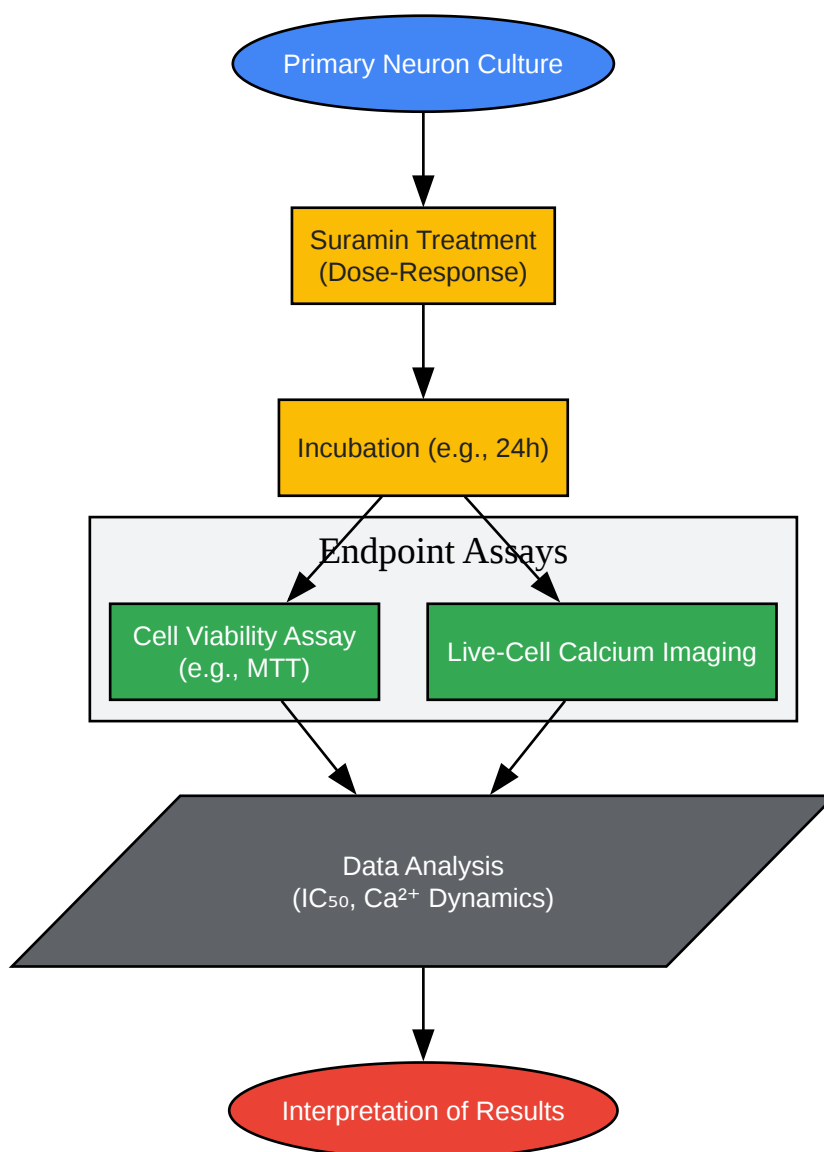 Primary Neuron Culture
Suramin Treatment
(Dose-Response)
Incubation (e.g., 24h)
Endpoint Assays
Cell Viability Assay
(e.g., MTT)
Live-Cell Calcium Imaging
Data Analysis
(IC₅₀, Ca²⁺ Dynamics)
Interpretation of Results